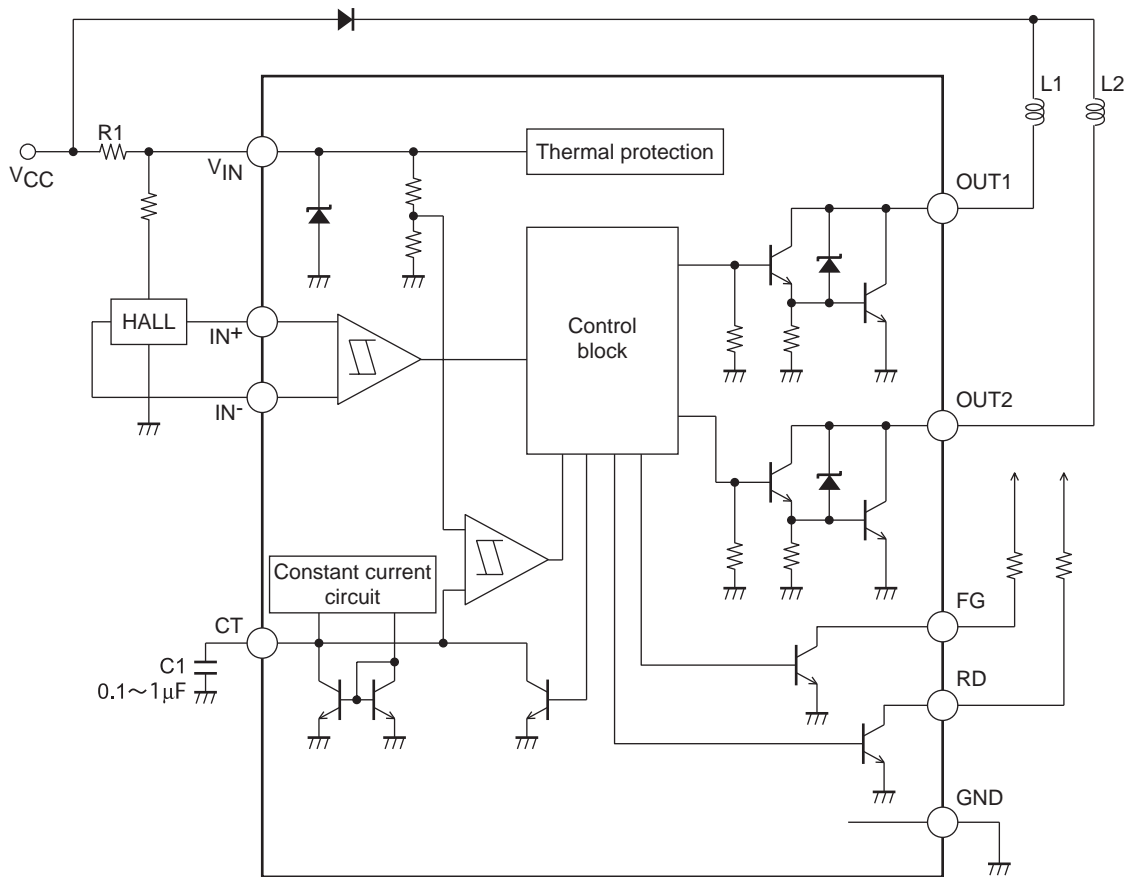 L1
L2
R1
VCC
VIN
Thermal protection
OUT1
HALL
IN+
IN-
Control
block
OUT2
Constant current
circuit
CT
C1
0.1～1μF
FG
RD
GND